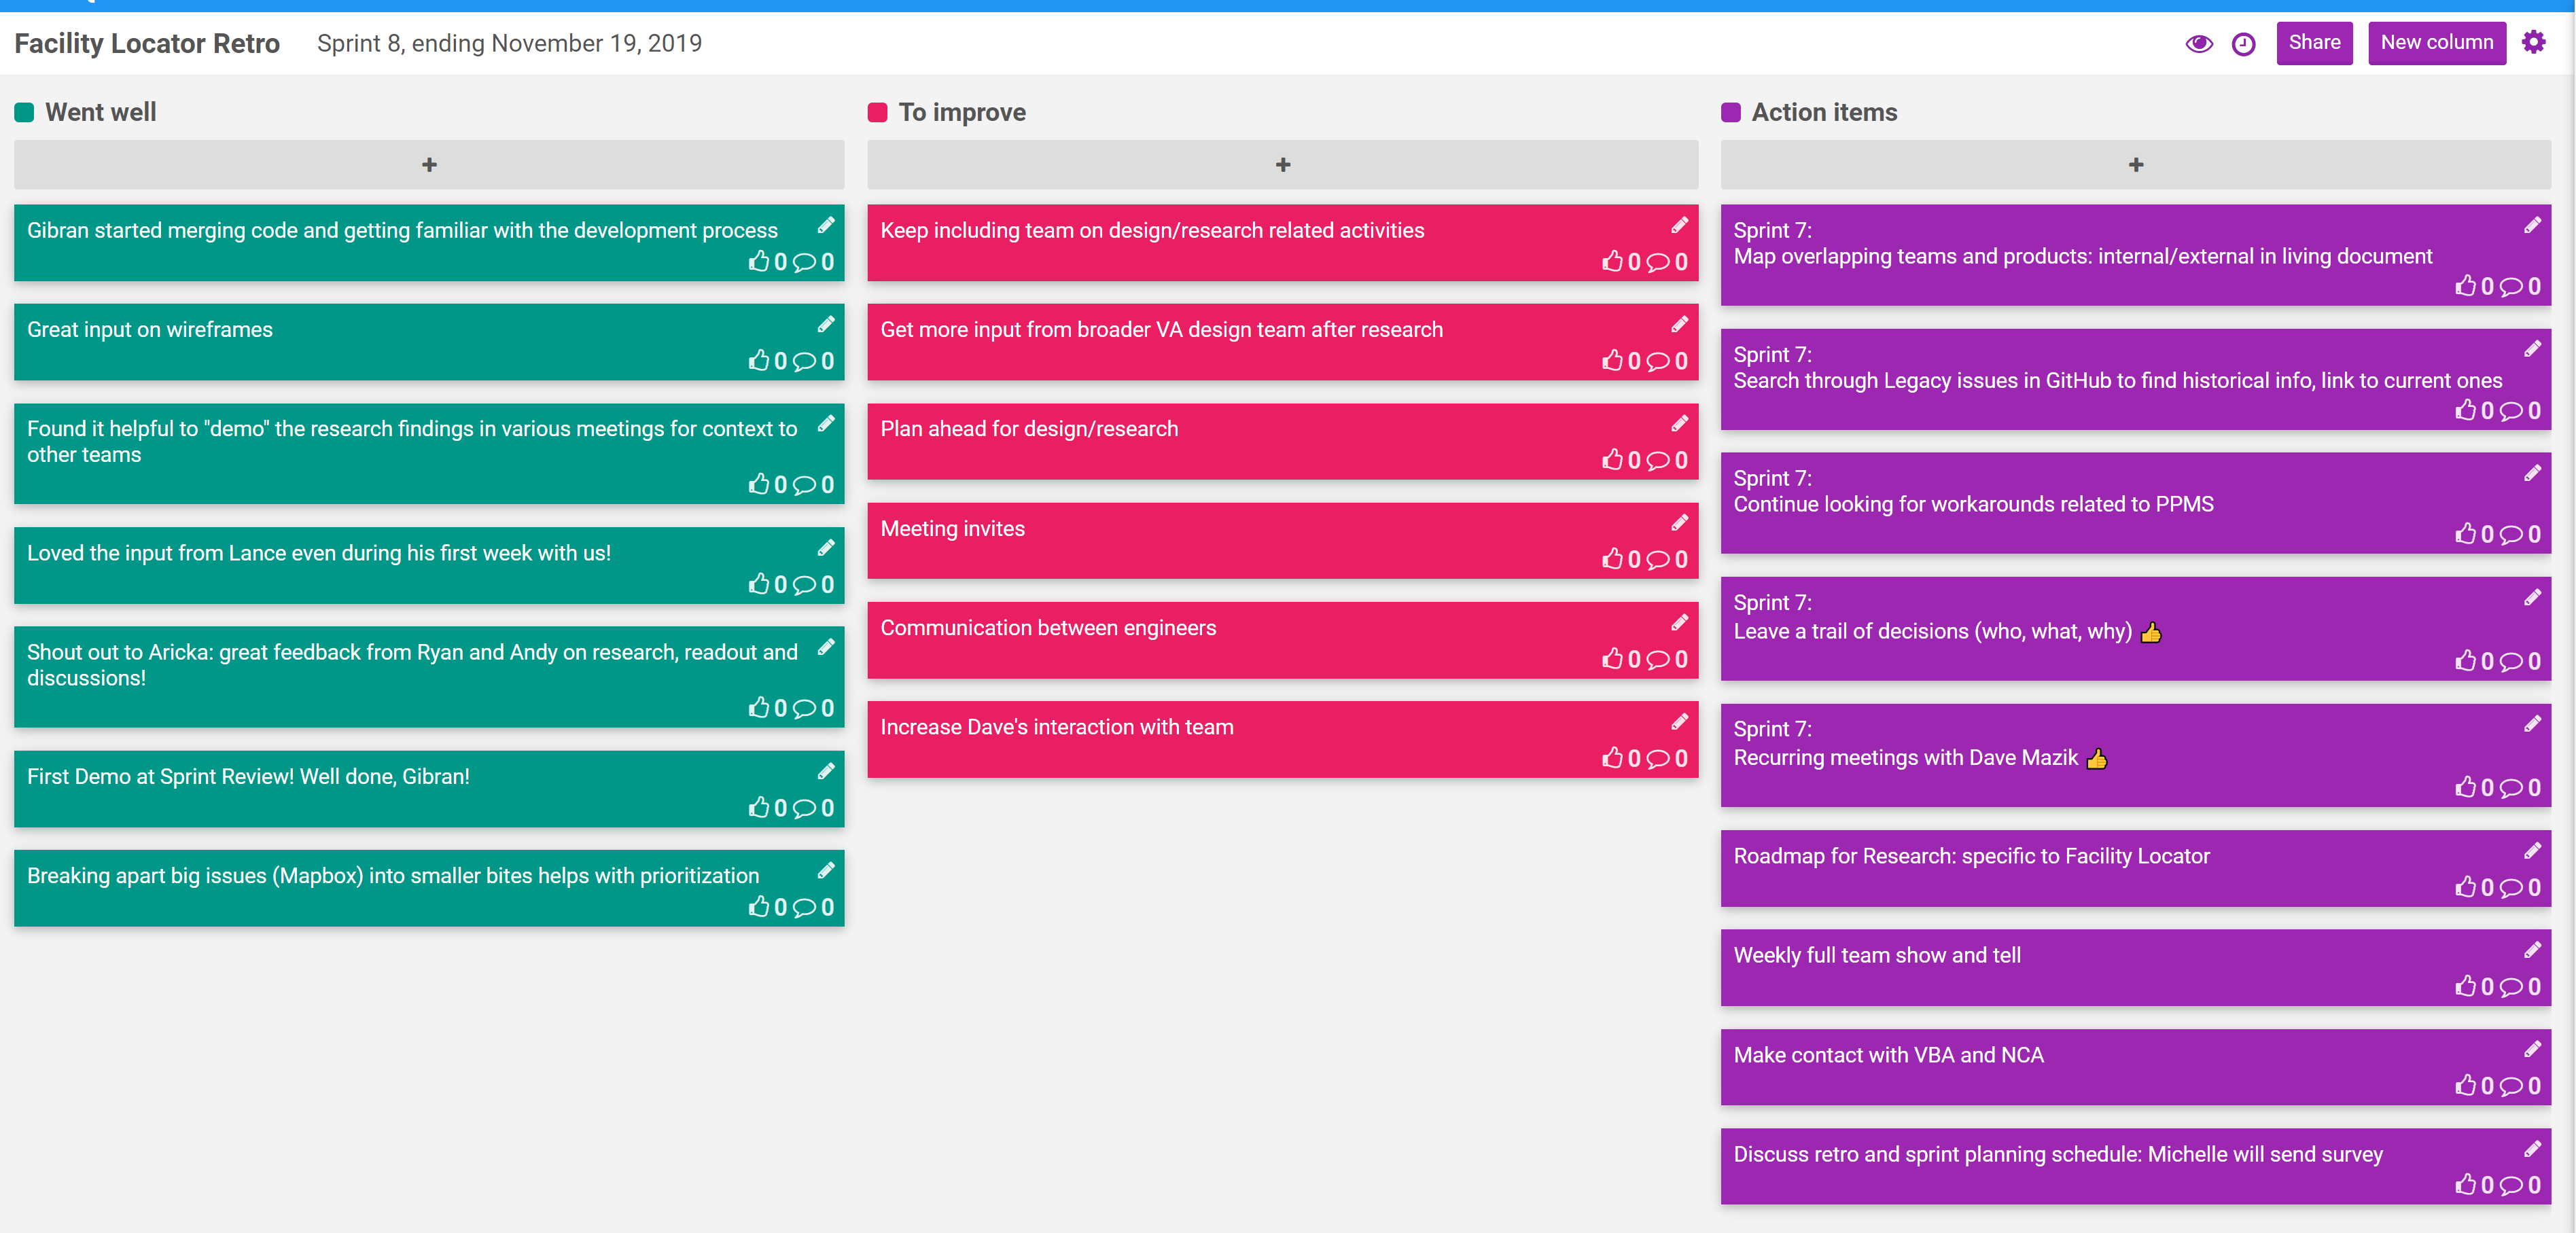 Facility Locator Retro
Sprint 8, ending November 19, 2019
Share
New column
Went well
+
Gibran started merging code and getting familiar with the development process
0 0
Great input on wireframes
0 0
Found it helpful to "demo" the research findings in various meetings for context to
other teams
0 0
Loved the input from Lance even during his first week with us!
0 0
Shout out to Aricka: great feedback from Ryan and Andy on research, readout and
discussions!
0 0
First Demo at Sprint Review! Well done, Gibran!
0 0
Breaking apart big issues (Mapbox) into smaller bites helps with prioritization
0 0
To improve
+
Keep including team on design/research related activities
0 0
Get more input from broader VA design team after research
0 0
Plan ahead for design/research
0 0
Meeting invites
0 0
Communication between engineers
0 0
Increase Dave's interaction with team
0 0
Action items
+
Sprint 7:
Map overlapping teams and products: internal/external in living document
0 0
Sprint 7:
Search through Legacy issues in GitHub to find historical info, link to current ones
0 0
Sprint 7:
Continue looking for workarounds related to PPMS
0 0
Sprint 7:
Leave a trail of decisions (who, what, why) 👍
0 0
Sprint 7:
Recurring meetings with Dave Mazik 👍
0 0
Roadmap for Research: specific to Facility Locator
0 0
Weekly full team show and tell
0 0
Make contact with VBA and NCA
0 0
Discuss retro and sprint planning schedule: Michelle will send survey
0 0